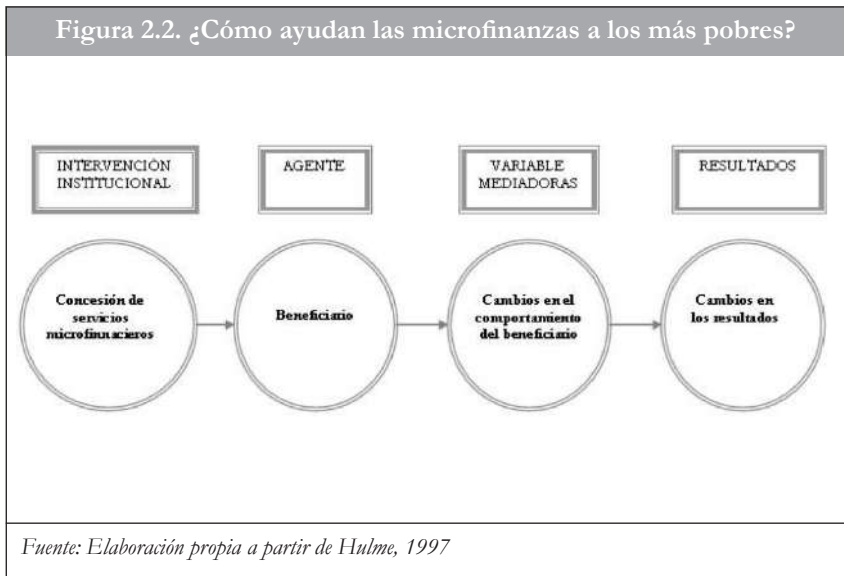 Figura 2.2. ¿Cómo ayudan las microfinanzas a los más pobres?
INTERVENCIÓN
INSTITUCIONAL
AGENTE
VARIABLE
MEDIADORAS
RESULTADOS
Concesión de
servicios
microfinnacieros
Beneficiario
Cambios en el
comportamiento
del beneficiario
Cambios en
los resultados
Fuente: Elaboración propia a partir de Hulme, 1997